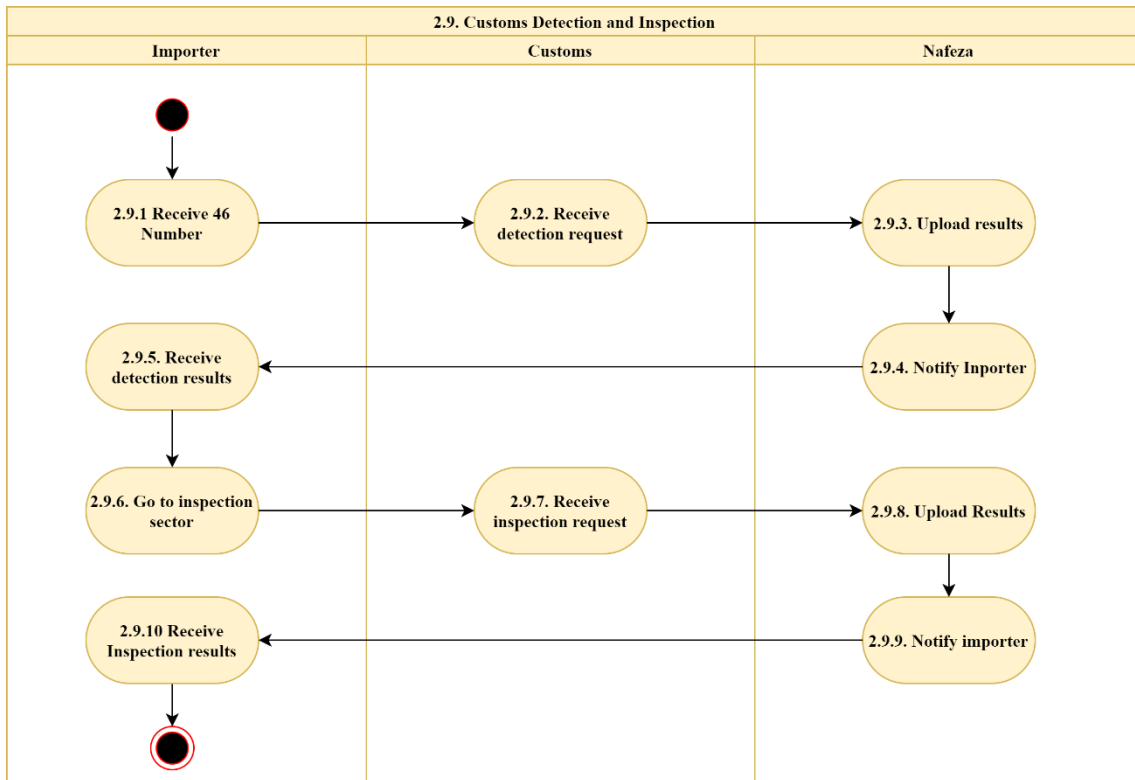 2.9. Customs Detection and Inspection
Importer
Customs
Nafeza
2.9.1 Receive 46
Number
2.9.2. Receive
detection request
2.9.3. Upload results
2.9.5. Receive
detection results
2.9.4. Notify Inporter
2.9.6. Go to inspection
sector
2.9.7. Receive
inspection request
2.9.8. Upload Results
2.9.10 Receive
Inspection results
2.9.9. Notify importer